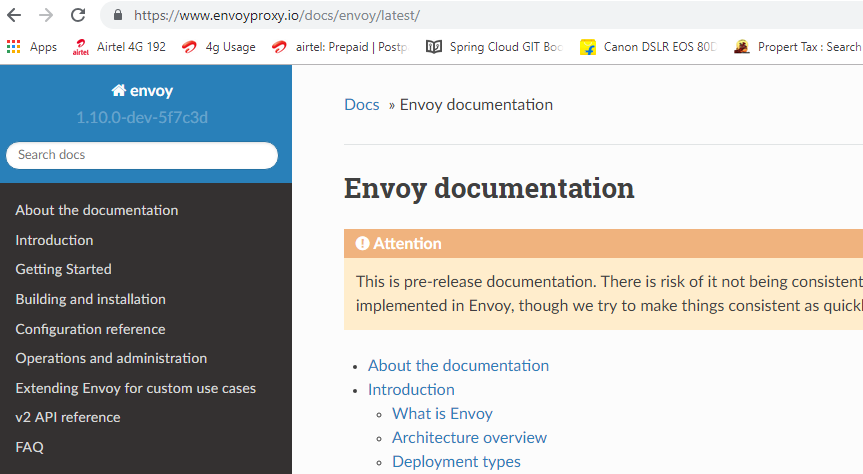 https://www.envoyproxy.io/docs/envoy/latest/
Apps
airtel
Airtel 4G 192
4g Usage
airtel: Prepaid | Postp
Spring Cloud GIT Boo
Canon DSLR EOS 80D
Propert Tax : Search
envoy
1.10.0-dev-5f7c3d
Search docs
About the documentation
Introduction
Getting Started
Building and installation
Configuration reference
Operations and administration
Extending Envoy for custom use cases
v2 API reference
FAQ
Docs » Envoy documentation
Envoy documentation
Attention
This is pre-release documentation. There is risk of it not being consistent
implemented in Envoy, though we try to make things consistent as quickl
• About the documentation
• Introduction
◦ What is Envoy
◦ Architecture overview
◦ Deployment types